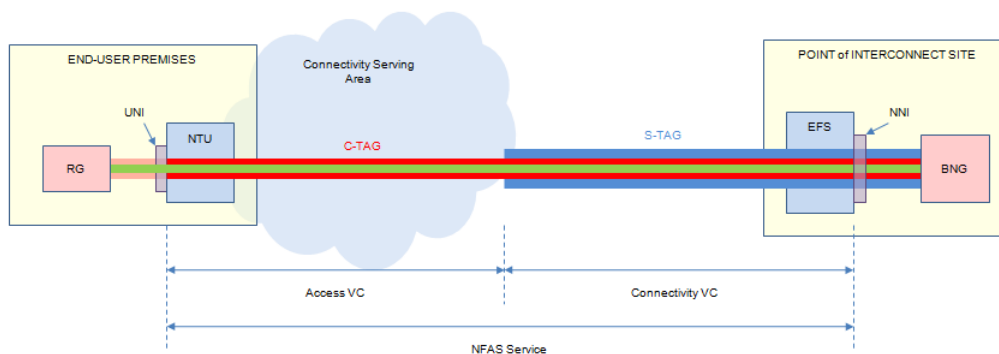 END-USER PREMISES
POINT of INTERCONNECT SITE
Connectivity Serving
Area
UNI
NNI
NTU
EFS
C-TAG
S-TAG
RG
BNG
Access VC
Connectivity VC
NFAS Service